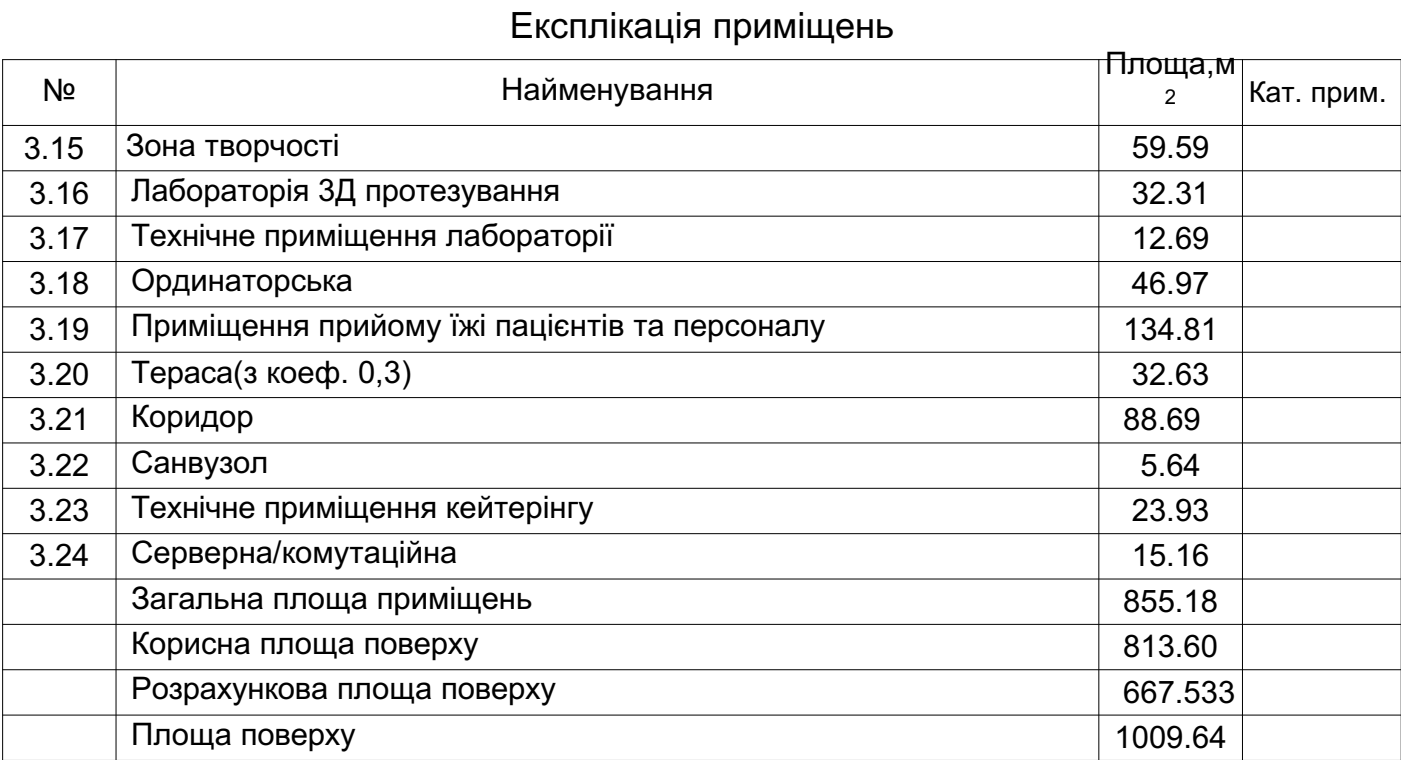 Експлікація приміщень
№ Найменування Площа,м2 Кат. прим.
3.15 Зона творчості 59.59
3.16 Лабораторія 3Д протезування 32.31
3.17 Технічне приміщення лабораторії 12.69
3.18 Ординаторська 46.97
3.19 Приміщення прийому їжі пацієнтів та персоналу 134.81
3.20 Тераса(з коеф. 0,3) 32.63
3.21 Коридор 88.69
3.22 Санвузол 5.64
3.23 Технічне приміщення кейтерінгу 23.93
3.24 Серверна/комутаційна 15.16
Загальна площа приміщень 855.18
Корисна площа поверху 813.60
Розрахункова площа поверху 667.533
Площа поверху 1009.64